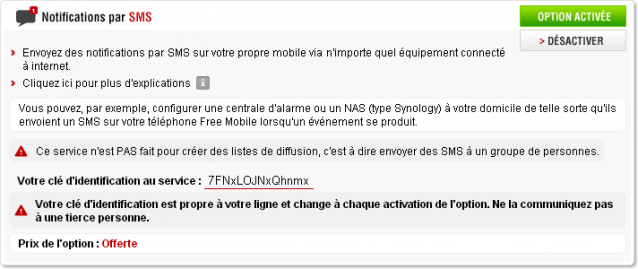 1
Notifications par SMS
OPTION ACTIVÉE
> DÉSACTIVER
> Envoyez des notifications par SMS sur votre propre mobile via n'importe quel équipement connecté
à internet.
> Cliquez ici pour plus d'explications i
Vous pouvez, par exemple, configurer une centrale d'alarme ou un NAS (type Synology) à votre domicile de telle sorte qu'ils
envoient un SMS sur votre téléphone Free Mobile lorsqu'un événement se produit.
Ce service n'est PAS fait pour créer des listes de diffusion, c'est à dire envoyer des SMS à un groupe de personnes.
Votre clé d'identification au service : 7FNxLOJNxQhnmx
Votre clé d'identification est propre à votre ligne et change à chaque activation de l'option. Ne la communiquez pas
à une tierce personne.
Prix de l'option : Offerte